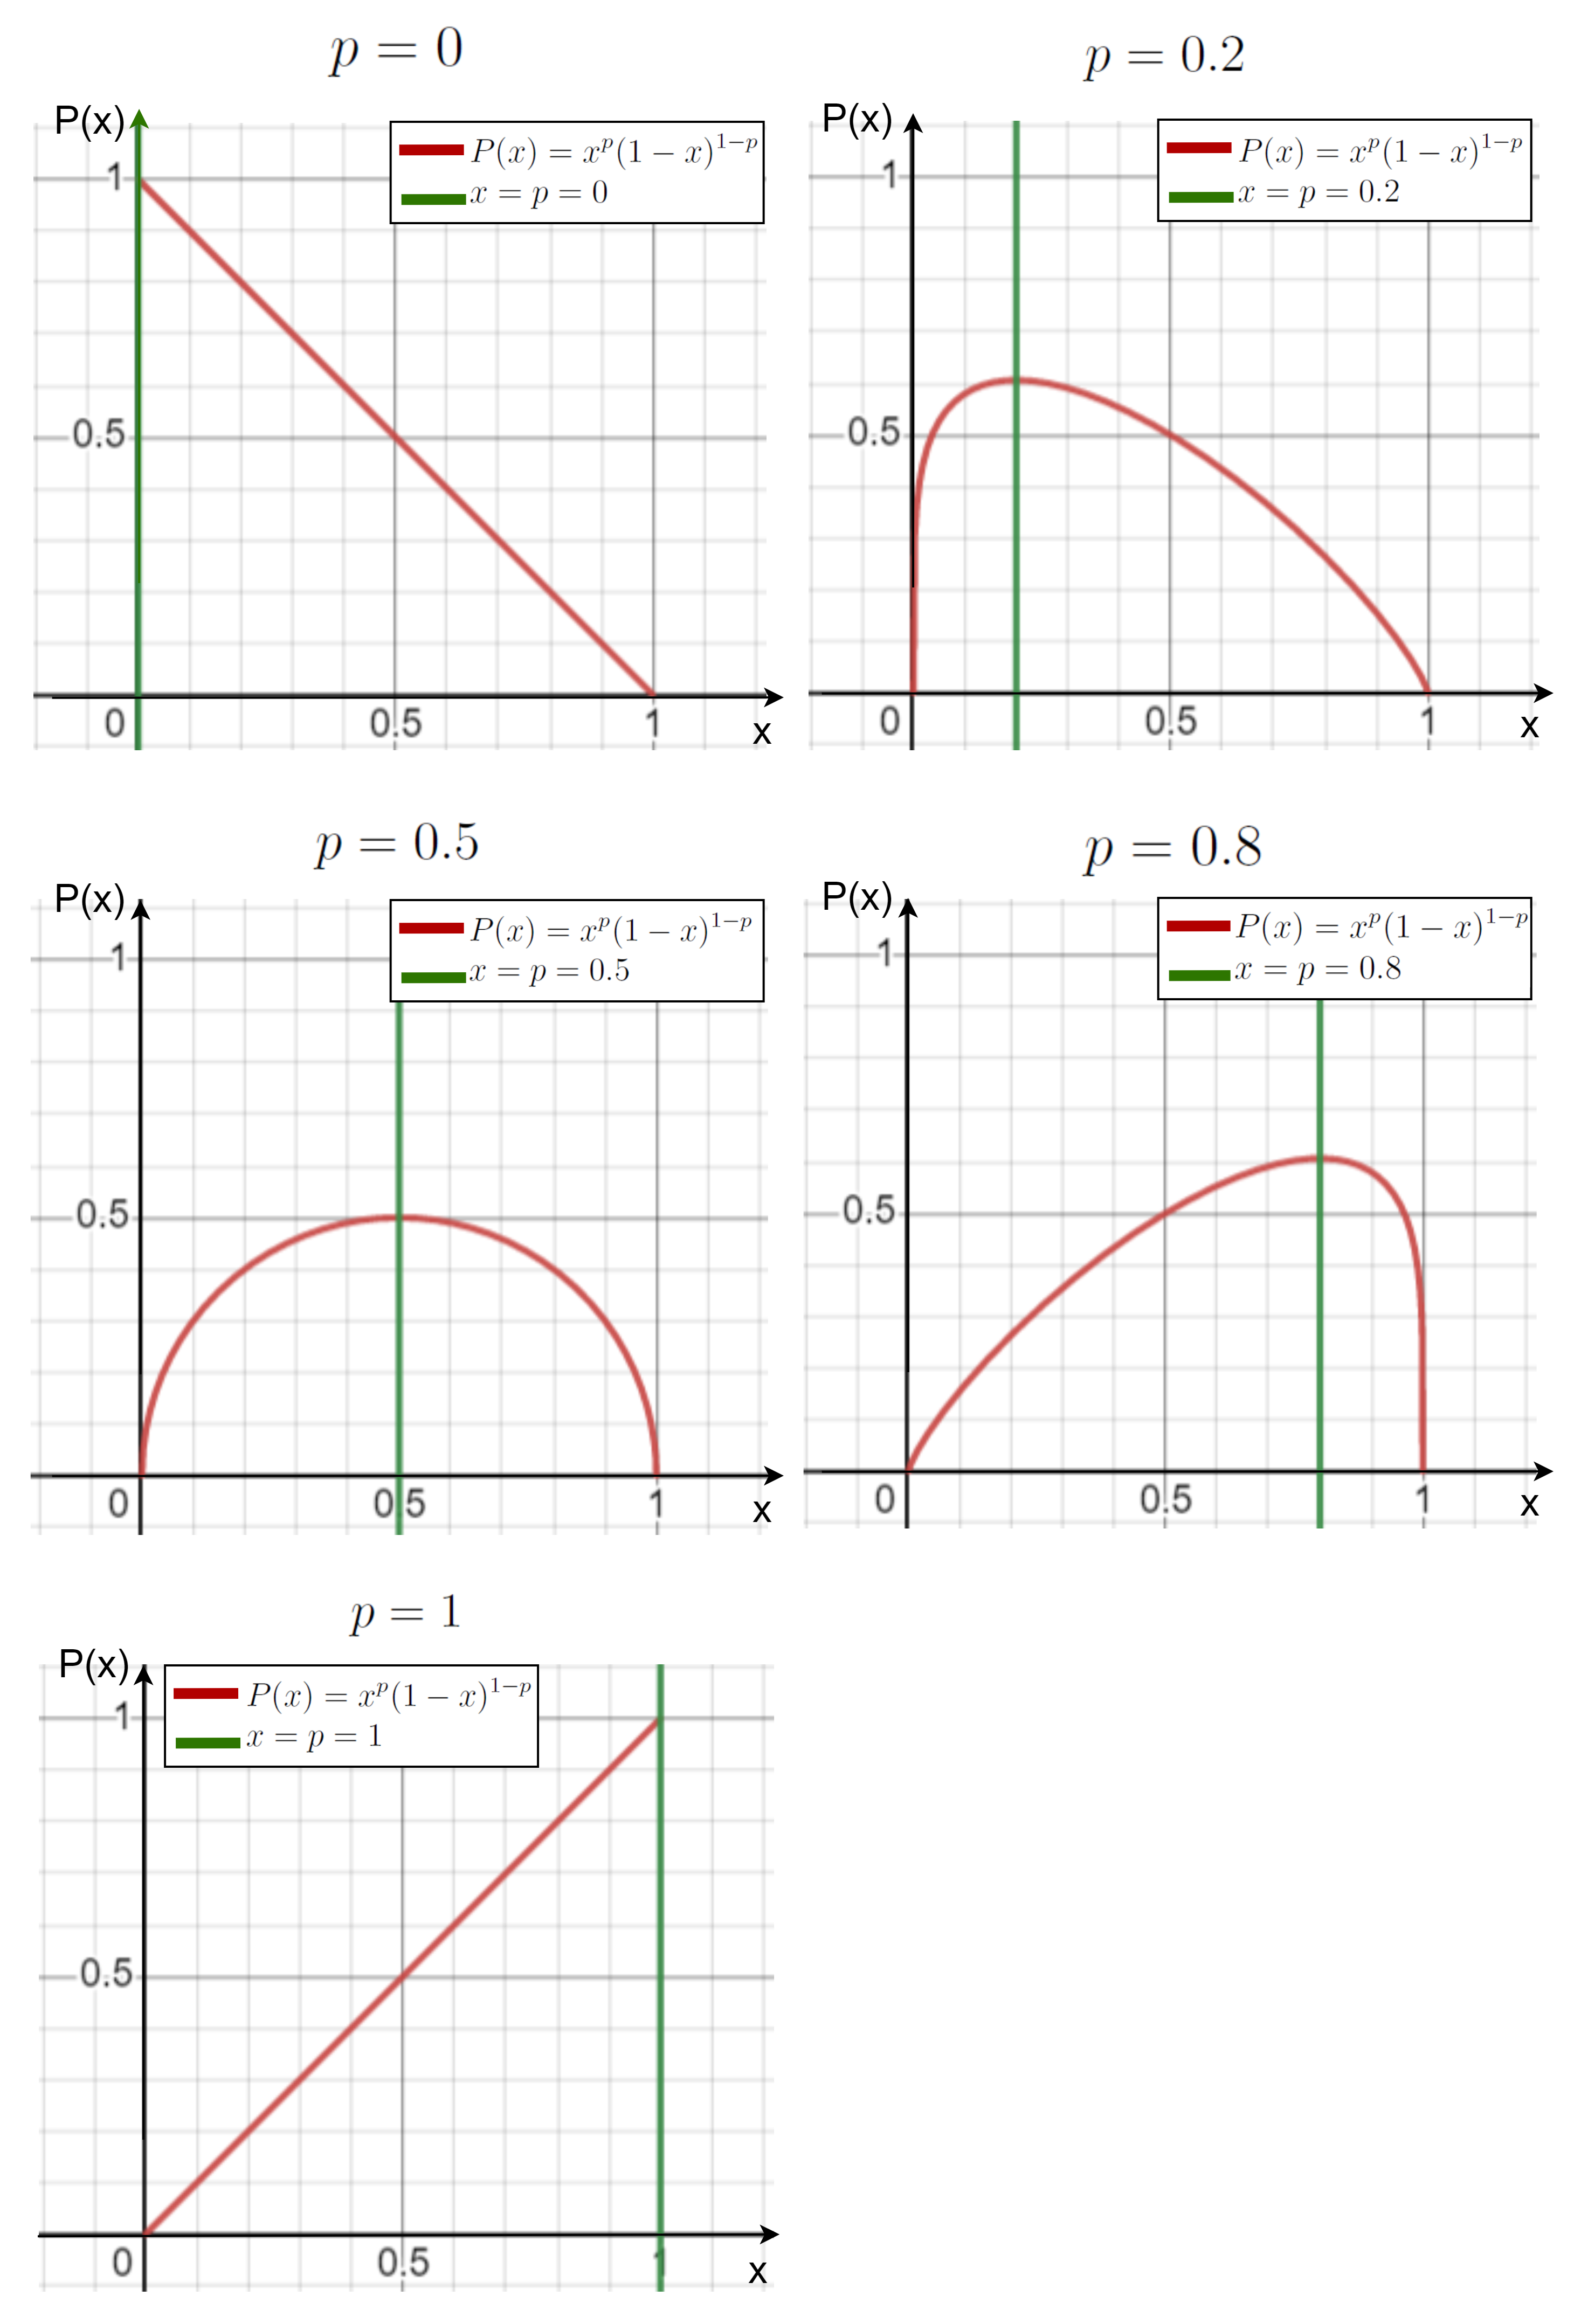 p = 0
P(x)
P(x) = x^p(1 − x)^{1−p}
x = p = 0
1
0.5
0
0.5
1
x
p = 0.2
P(x)
P(x) = x^p(1 − x)^{1−p}
x = p = 0.2
1
0.5
0
0.5
1
x
p = 0.5
P(x)
P(x) = x^p(1 − x)^{1−p}
x = p = 0.5
1
0.5
0
0.5
1
x
p = 0.8
P(x)
P(x) = x^p(1 − x)^{1−p}
x = p = 0.8
1
0.5
0
0.5
1
x
p = 1
P(x)
P(x) = x^p(1 − x)^{1−p}
x = p = 1
1
0.5
0
0.5
1
x